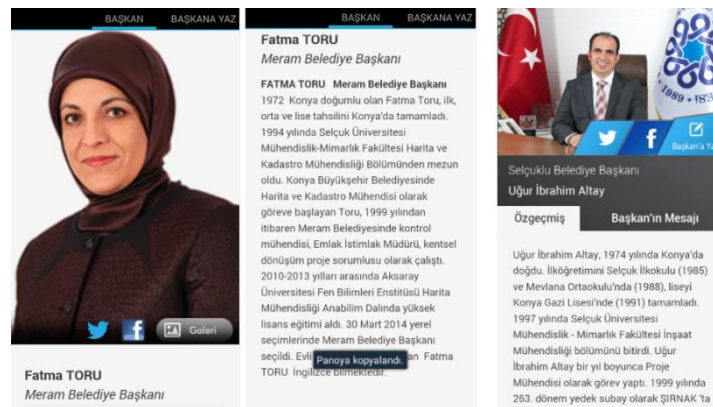 BAŞKAN BAŞKANA YAZ
Galeri
Fatma TORU
Meram Belediye Başkanı
BAŞKAN BAŞKANA YAZ
Fatma TORU
Meram Belediye Başkanı
FATMA TORU Meram Belediye Başkanı
1972 Konya doğumlu olan Fatma Toru, ilk,
orta ve lise tahsilini Konya'da tamamladı.
1994 yılında Selçuk Üniversitesi
Mühendislik-Mimarlık Fakültesi Harita ve
Kadastro Mühendisliği Bölümünden mezun
oldu. Konya Büyükşehir Belediyesinde
Harita ve Kadastro Mühendisi olarak
göreve başlayan Toru, 1999 yılından
itibaren Meram Belediyesinde kontrol
mühendisi, Emlak İstimlak Müdürü, kentsel
dönüşüm proje sorumlusu olarak çalıştı.
2010-2013 yılları arasında Aksaray
Üniversitesi Fen Bilimleri Enstitüsü Harita
Mühendisliği Anabilim Dalında yüksek
lisans eğitimi aldı. 30 Mart 2014 yerel
seçimlerinde Meram Belediye Başkanı
seçildi. Evli Panoya kopyalandı. an Fatma
TORU İngilizce bilmektedir.
1989
Başkan'a Ya
Selçuklu Belediye Başkanı
Uğur İbrahim Altay
Özgeçmiş Başkan'ın Mesajı
Uğur İbrahim Altay, 1974 yılında Konya'da
doğdu. İlköğretimini Selçuk İlkokulu (1985)
ve Mevlana Ortaokulu'nda (1988), liseyi
Konya Gazi Lisesi'nde (1991) tamamladı.
1997 yılında Selçuk Üniversitesi
Mühendislik - Mimarlık Fakültesi İnşaat
Mühendisliği bölümünü bitirdi. Uğur
İbrahim Altay bir yıl boyunca Proje
Mühendisi olarak görev yaptı. 1999 yılında
263. dönem yedek subay olarak ŞIRNAK 'ta